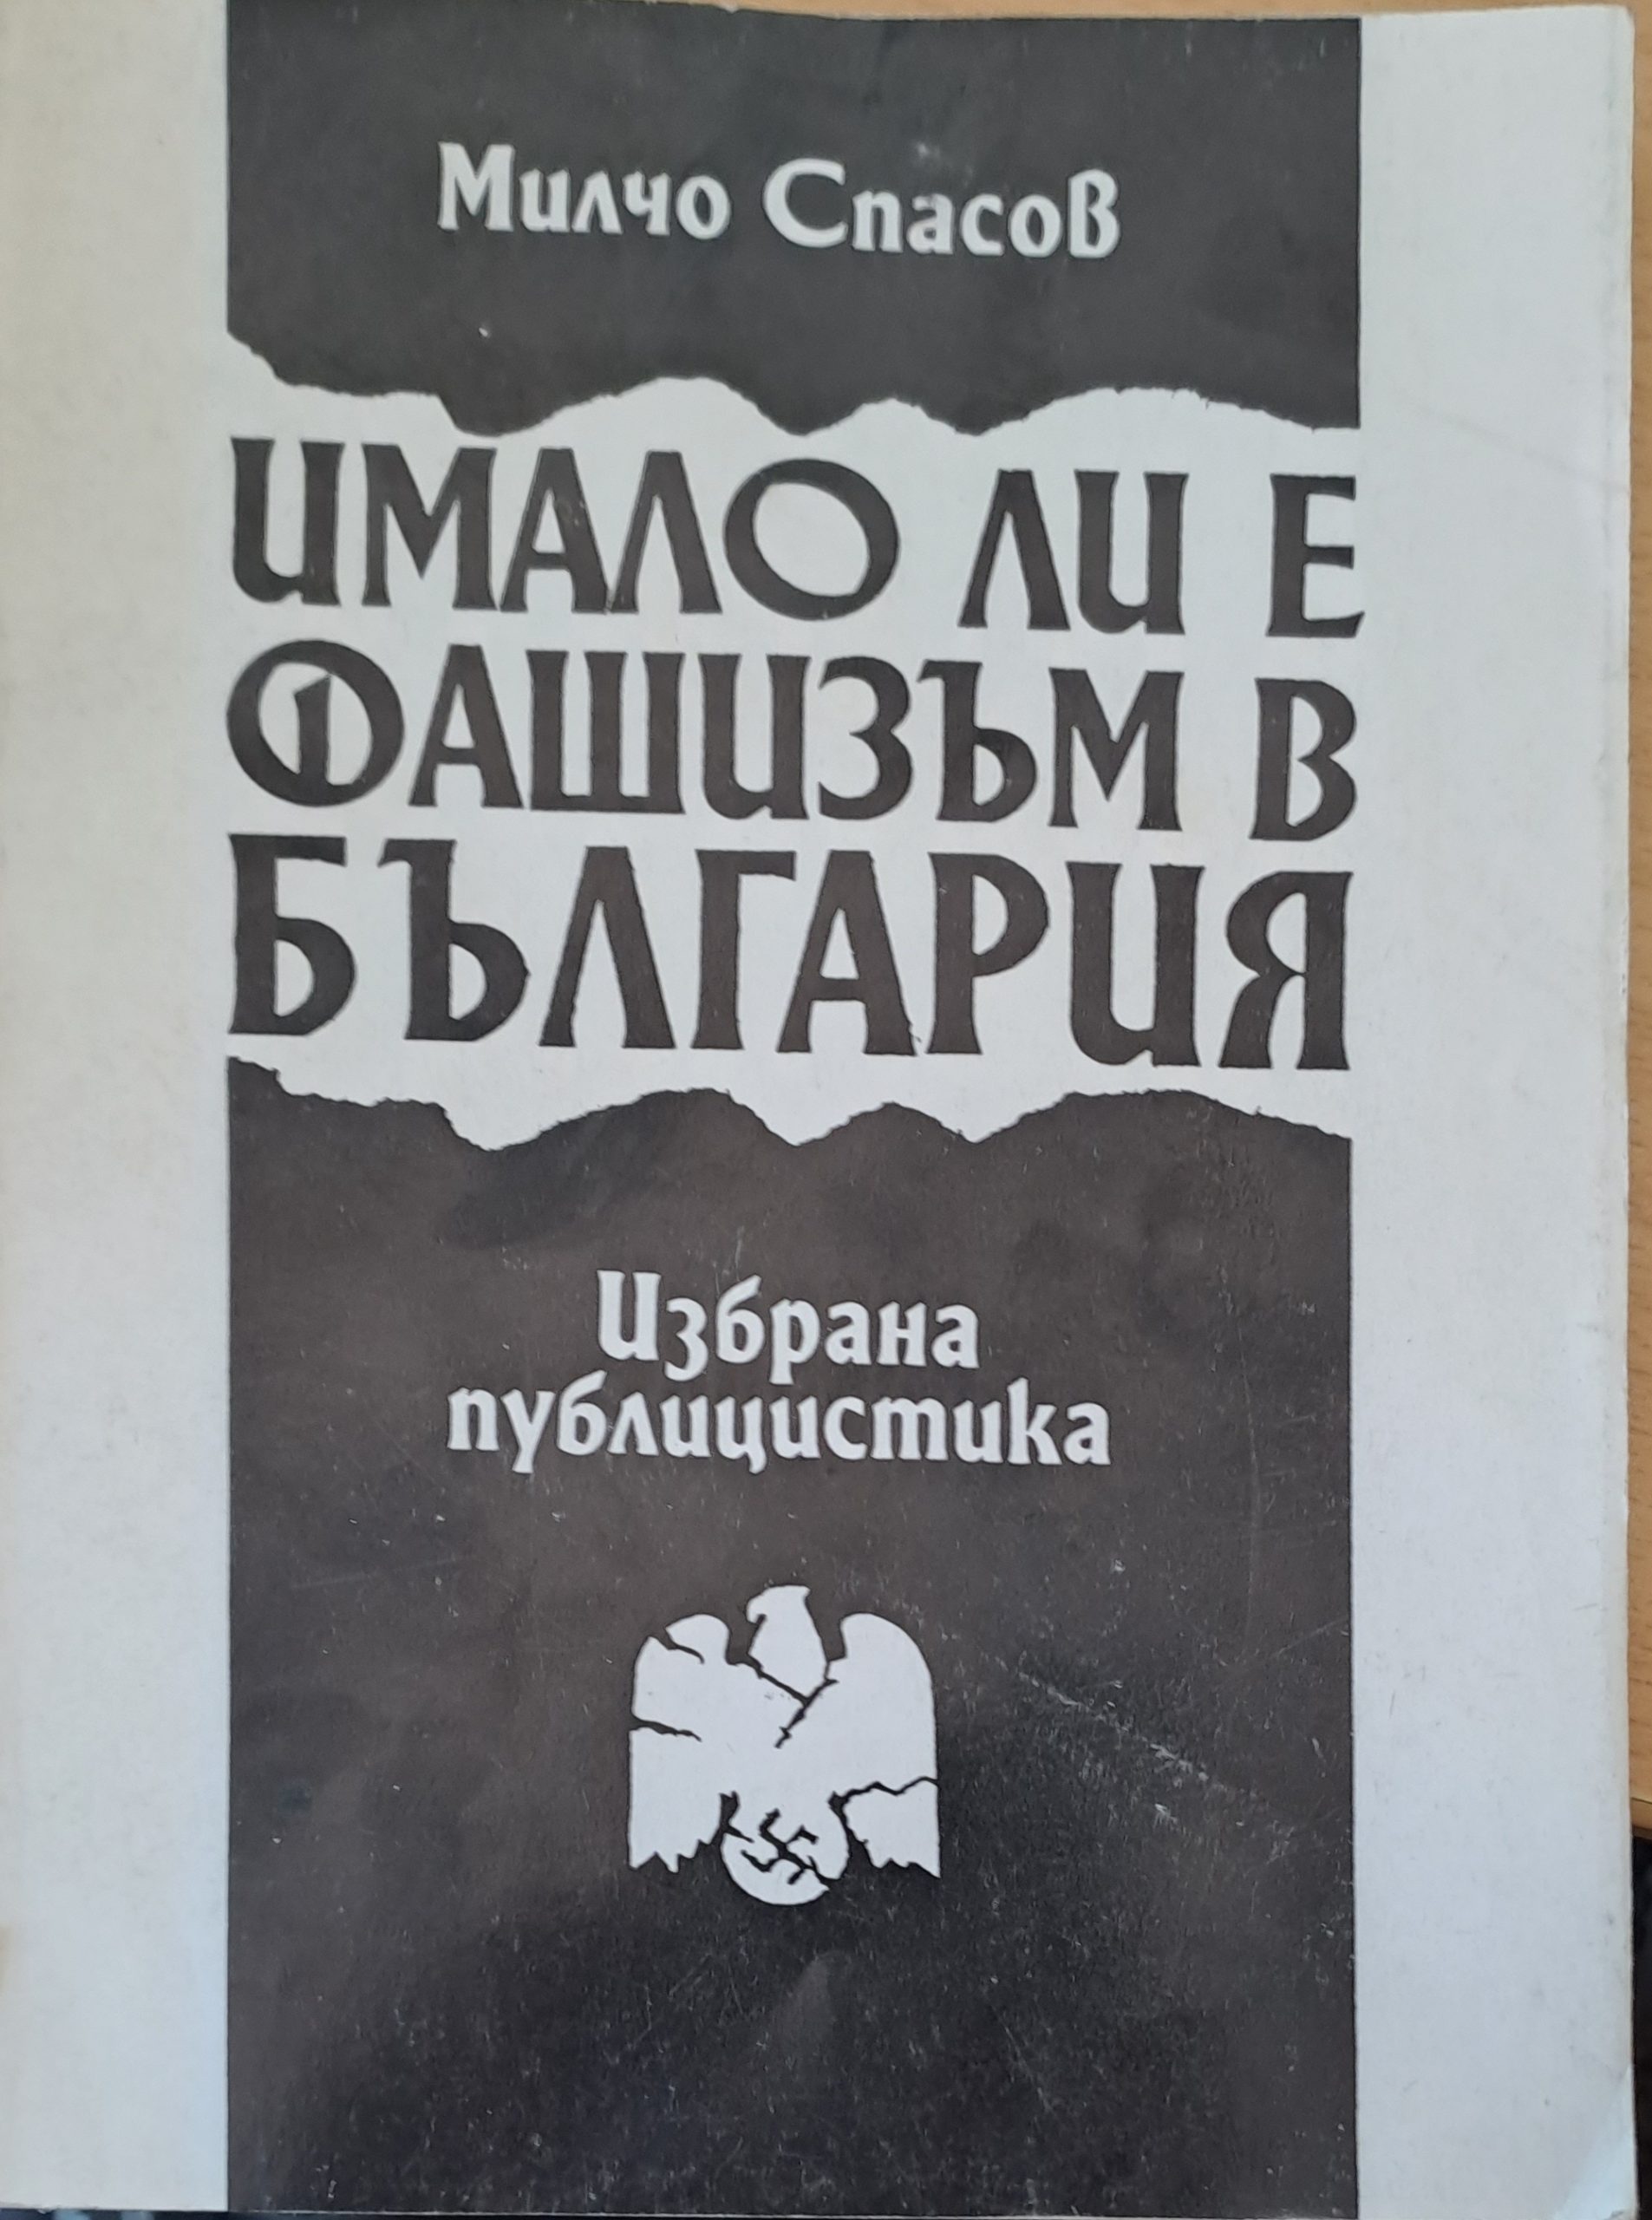 Милчо Спасов
ИМАЛО ЛИ Е
ФАШИЗЪМ В
БЪЛГАРИЯ
Избрана
публицистика